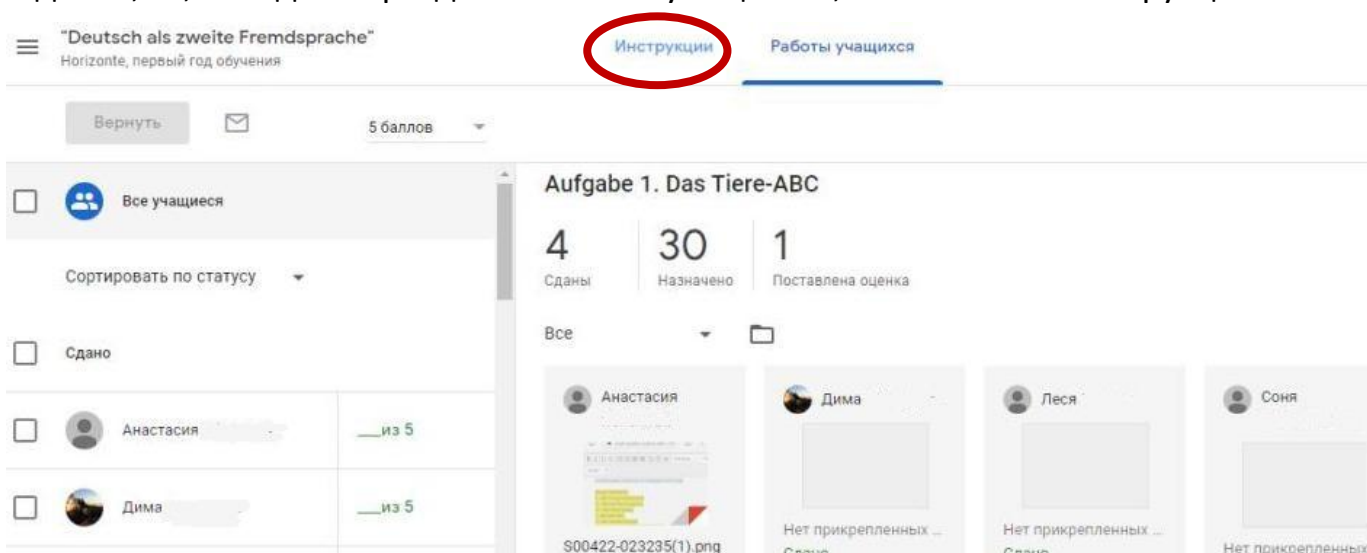 "Deutsch als zweite Fremdsprache"
Horizonte, первый год обучения
Инструкции
Работы учащихся
Вернуть
5 баллов
Все учащиеся
Сортировать по статусу
Сдано
Анастасия
___из 5
Дима
___из 5
Aufgabe 1. Das Tiere-ABC
4 30 1
Сданы Назначено Поставлена оценка
Все
Анастасия
S00422-023235(1).png
Дима
Нет прикрепленных ...
Леся
Нет прикрепленных ...
Соня
Нет прикрепленных